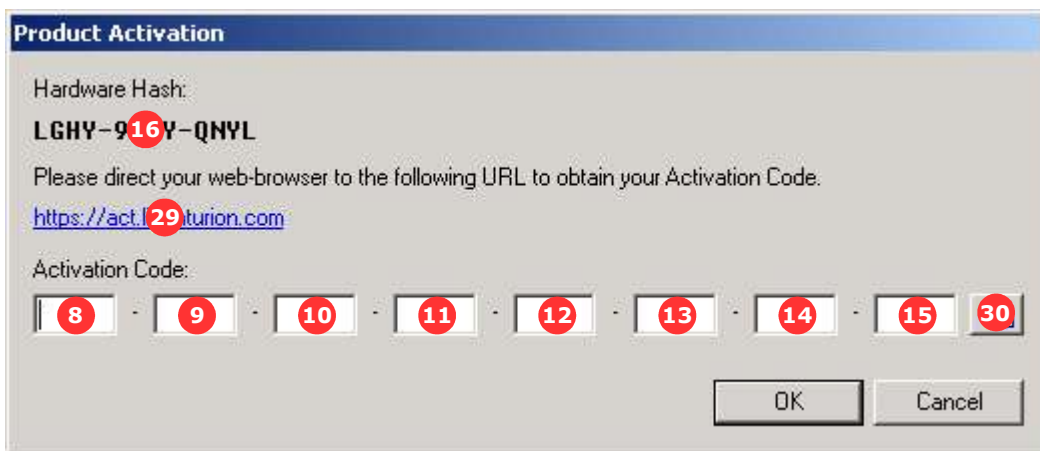 Product Activation
Hardware Hash:
LGHY-9 16 Y-QNYL
Please direct your web-browser to the following URL to obtain your Activation Code.
https://act. 29 turion.com
Activation Code:
8 - 9 - 10 - 11 - 12 - 13 - 14 - 15 30
OK Cancel